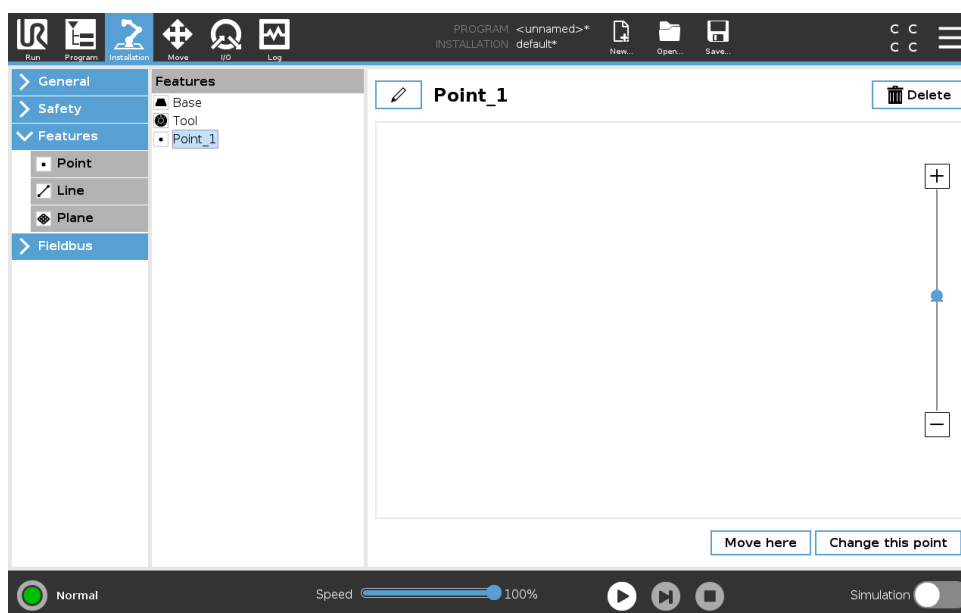 UR
Run Program Installation Move I/O Log
PROGRAM <unnamed>*
INSTALLATION default*
New... Open... Save...
C C
C C
General
Safety
Features
Point
Line
Plane
Fieldbus
Features
Base
Tool
Point_1
Point_1
Delete
Move here Change this point
Normal
Speed 100%
Simulation